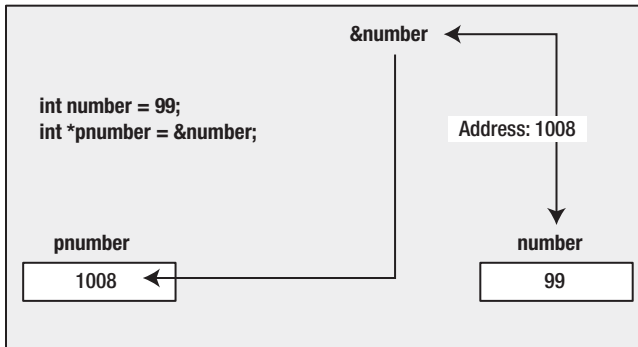 &number
int number = 99;
int *pnumber = &number;
Address: 1008
pnumber
number
1008
99